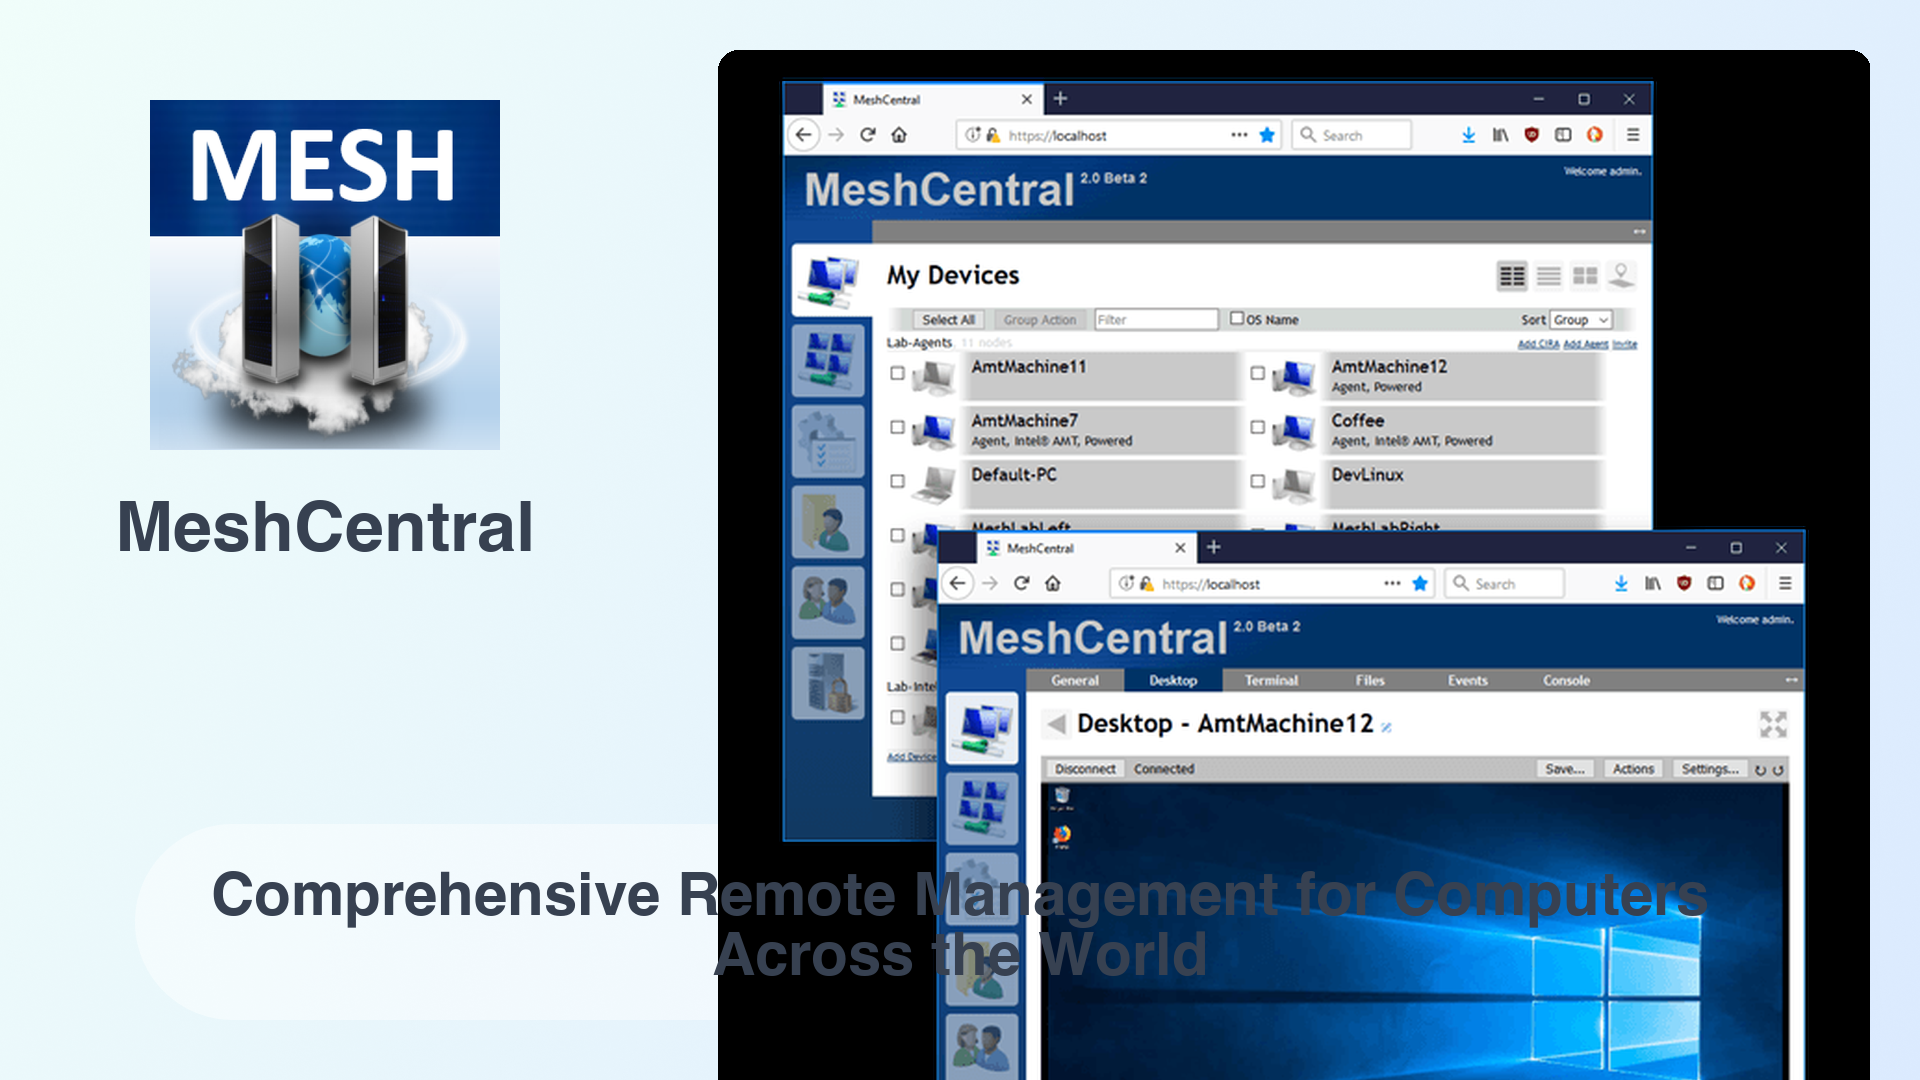 MESH
MeshCentral
Comprehensive Remote Management for Computers
Across the World
MeshCentral
https://localhost
Search
MeshCentral 2.0 Beta 2
Welcome admin.
My Devices
Select All Group Action Filter OS Name Sort Group
Lab-Agents, 11 nodes
Add CIRA Add Agent Invite
AmtMachine11
AmtMachine12
Agent, Powered
AmtMachine7
Agent, Intel® AMT, Powered
Coffee
Agent, Intel® AMT, Powered
Default-PC
DevLinux
MeshLabLeft
MeshLabRight
Lab-Inte
Add Device
MeshCentral
https://localhost
Search
MeshCentral 2.0 Beta 2
Welcome admin.
General Desktop Terminal Files Events Console
Desktop - AmtMachine12
Disconnect Connected Save... Actions Settings...